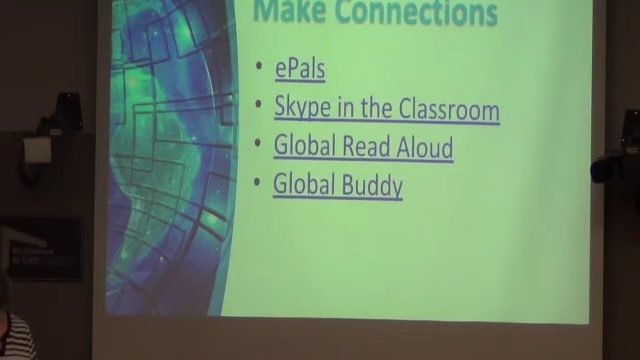 Make Connections
• ePals
• Skype in the Classroom
• Global Read Aloud
• Global Buddy